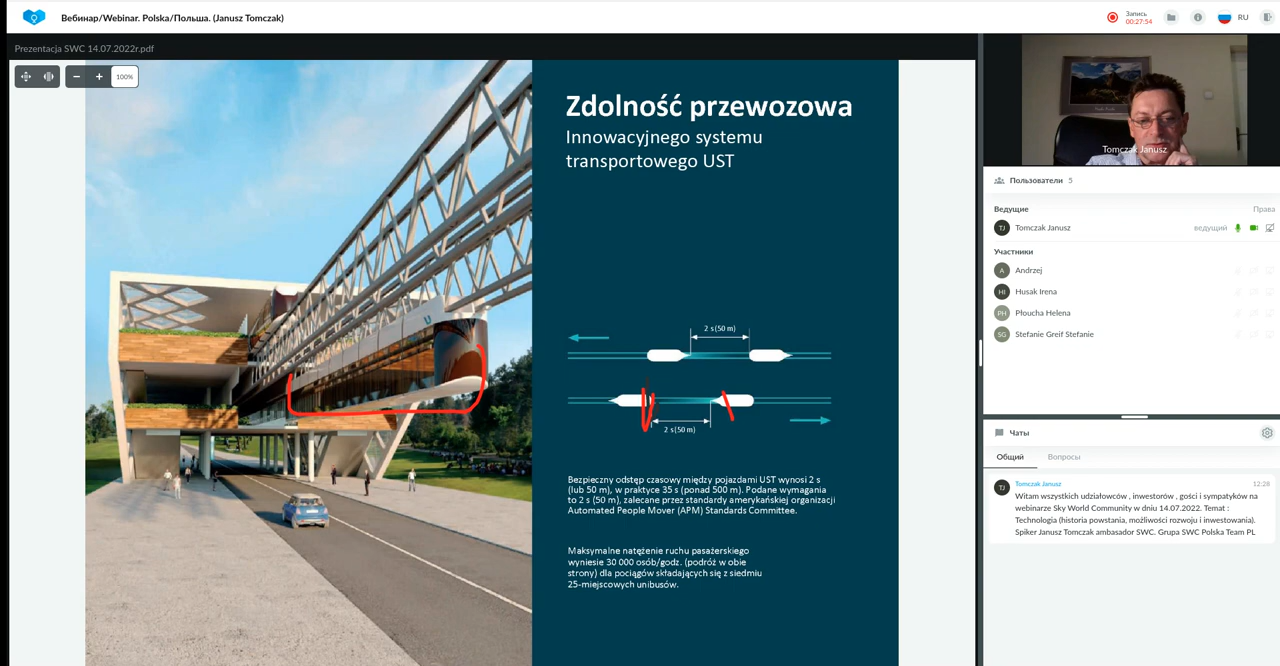 Вебинар/Webinar. Polska/Польша. (Janusz Tomczak)
Запись
00:27:54
RU
Prezentacja SWC 14.07.2022r.pdf
100%
Zdolność przewozowa
Innowacyjnego systemu
transportowego UST
2 s (50 m)
2 s (50 m)
Bezpieczny odstęp czasowy między pojazdami UST wynosi 2 s
(lub 50 m), w praktyce 35 s (ponad 500 m). Podane wymagania
to 2 s (50 m), zalecane przez standardy amerykańskiej organizacji
Automated People Mover (APM) Standards Committee.
Maksymalne natężenie ruchu pasażerskiego
wyniesie 30 000 osób/godz. (podróż w obie
strony) dla pociągów składających się z siedmiu
25-miejscowych unibusów.
Tomczak Janusz
Пользователи 5
Ведущие Права
TJ Tomczak Janusz ведущий
Участники
A Andrzej
HI Husak Irena
PH Płoucha Helena
SG Stefanie Greif Stefanie
Чаты
Общий Вопросы
TJ Tomczak Janusz 12:28
Witam wszystkich udziałowców , inwestorów , gości i sympatyków na
webinarze Sky World Community w dniu 14.07.2022. Temat :
Technologia (historia powstania, możliwości rozwoju i inwestowania).
Spiker Janusz Tomczak ambasador SWC. Grupa SWC Polska Team PL